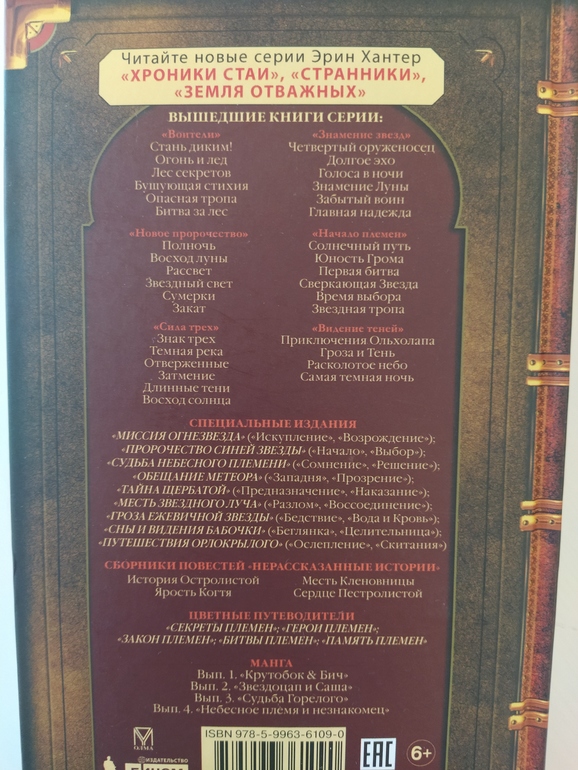 Читайте новые серии Эрин Хантер
«ХРОНИКИ СТАИ», «СТРАННИКИ»,
«ЗЕМЛЯ ОТВАЖНЫХ»
ВЫШЕДШИЕ КНИГИ СЕРИИ:
«Воители»
Стань диким!
Огонь и лед
Лес секретов
Бушующая стихия
Опасная тропа
Битва за лес
«Знамение звезд»
Четвертый оруженосец
Долгое эхо
Голоса в ночи
Знамение Луны
Забытый воин
Главная надежда
«Новое пророчество»
Полночь
Восход луны
Рассвет
Звездный свет
Сумерки
Закат
«Начало племен»
Солнечный путь
Юность Грома
Первая битва
Сверкающая Звезда
Время выбора
Звездная тропа
«Сила трех»
Знак трех
Темная река
Отверженные
Затмение
Длинные тени
Восход солнца
«Видение теней»
Приключения Ольхолапа
Гроза и Тень
Расколотое небо
Самая темная ночь
СПЕЦИАЛЬНЫЕ ИЗДАНИЯ
«МИССИЯ ОГНЕЗВЕЗДА» («Искупление», «Возрождение»);
«ПРОРОЧЕСТВО СИНЕЙ ЗВЕЗДЫ» («Начало», «Выбор»);
«СУДЬБА НЕБЕСНОГО ПЛЕМЕНИ» («Сомнение», «Решение»);
«ОБЕЩАНИЕ МЕТЕОРА» («Западня», «Прозрение»);
«ТАЙНА ЩЕРБАТОЙ» («Предназначение», «Наказание»);
«МЕСТЬ ЗВЕЗДНОГО ЛУЧА» («Разлом», «Воссоединение»);
«ГРОЗА ЕЖЕВИЧНОЙ ЗВЕЗДЫ» («Бедствие», «Вода и Кровь»);
«СНЫ И ВИДЕНИЯ БАБОЧКИ» («Беглянка», «Целительница»);
«ПУТЕШЕСТВИЯ ОРЛОКРЫЛОГО» («Ослепление», «Скитания»)
СБОРНИКИ ПОВЕСТЕЙ «НЕРАССКАЗАННЫЕ ИСТОРИИ»
История Остролистой
Ярость Когтя
Месть Кленовницы
Сердце Пестролистой
ЦВЕТНЫЕ ПУТЕВОДИТЕЛИ
«СЕКРЕТЫ ПЛЕМЕН»; «ГЕРОИ ПЛЕМЕН»;
«ЗАКОН ПЛЕМЕН»; «БИТВЫ ПЛЕМЕН»; «ПАМЯТЬ ПЛЕМЕН»
МАНГА
Вып. 1. «Крутобок & Бич»
Вып. 2. «Звездоцап и Саша»
Вып. 3. «Судьба Горелого»
Вып. 4. «Небесное племя и незнакомец»
ОЛМА
ИЗДАТЕЛЬСТВО
БИНОМ
ISBN 978-5-9963-6109-0
EAC
6+